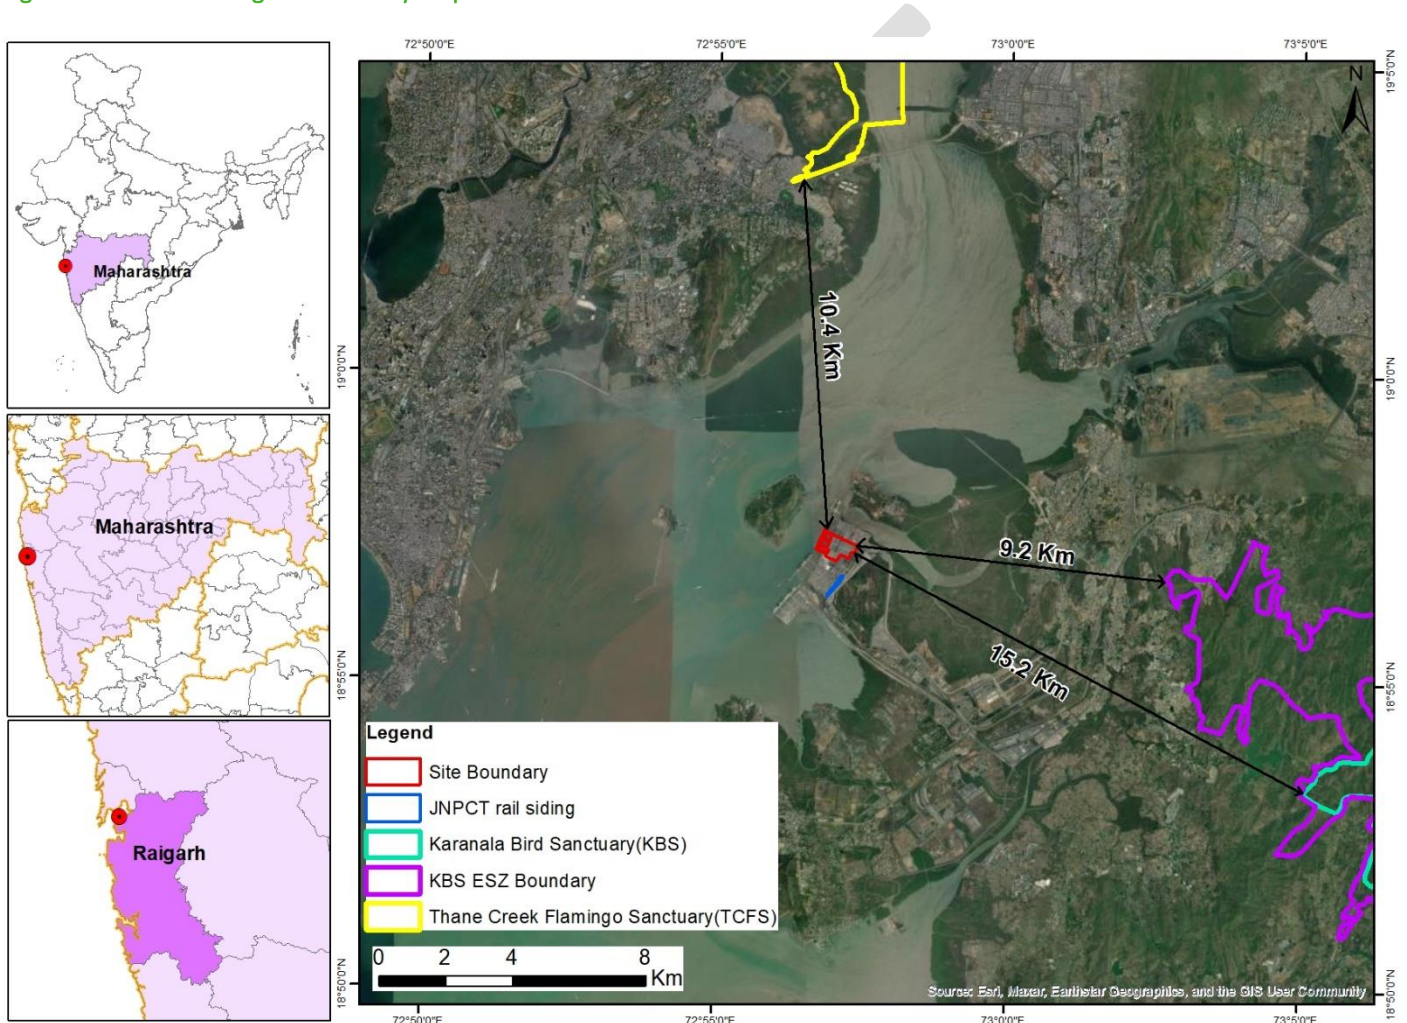 72°50'0"E 72°55'0"E 73°0'0"E 73°5'0"E
Maharashtra
Maharashtra
Raigarh
N
19°5'0"N
19°0'0"N
19°0'0"N
18°55'0"N
18°55'0"N
18°50'0"N
18°50'0"N
10.4 Km
9.2 Km
15.2 Km
Legend
Site Boundary
JNPCT rail siding
Karanala Bird Sanctuary(KBS)
KBS ESZ Boundary
Thane Creek Flamingo Sanctuary(TCFS)
0 2 4 8
Km
Source: Esri, Maxar, Earthstar Geographics, and the GIS User Community
72°50'0"E 72°55'0"E 73°0'0"E 73°5'0"E